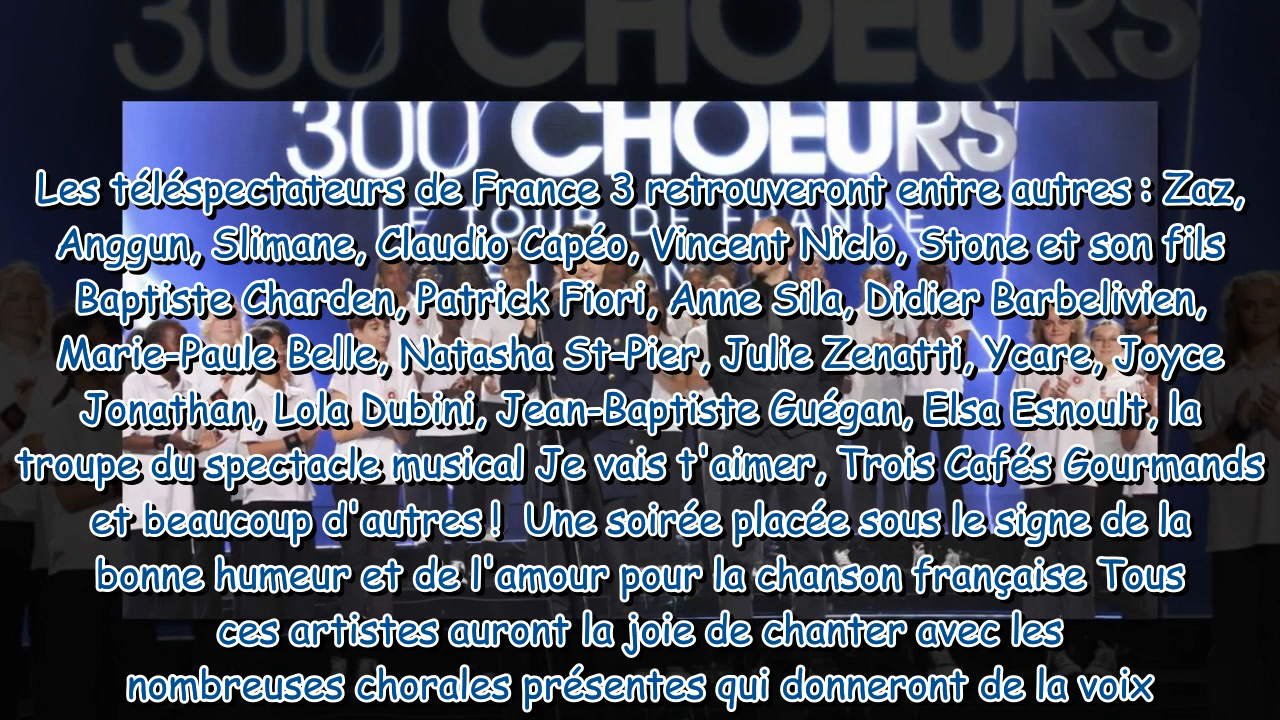 300 CHOEURS
300 CHOEURS
LE TOUR DE FRANCE
Les téléspectateurs de France 3 retrouveront entre autres : Zaz,
Anggun, Slimane, Claudio Capéo, Vincent Niclo, Stone et son fils
Baptiste Charden, Patrick Fiori, Anne Sila, Didier Barbelivien,
Marie-Paule Belle, Natasha St-Pier, Julie Zenatti, Ycare, Joyce
Jonathan, Lola Dubini, Jean-Baptiste Guégan, Elsa Esnoult, la
troupe du spectacle musical Je vais t'aimer, Trois Cafés Gourmands
et beaucoup d'autres ! Une soirée placée sous le signe de la
bonne humeur et de l'amour pour la chanson française Tous
ces artistes auront la joie de chanter avec les
nombreuses chorales présentes qui donneront de la voix